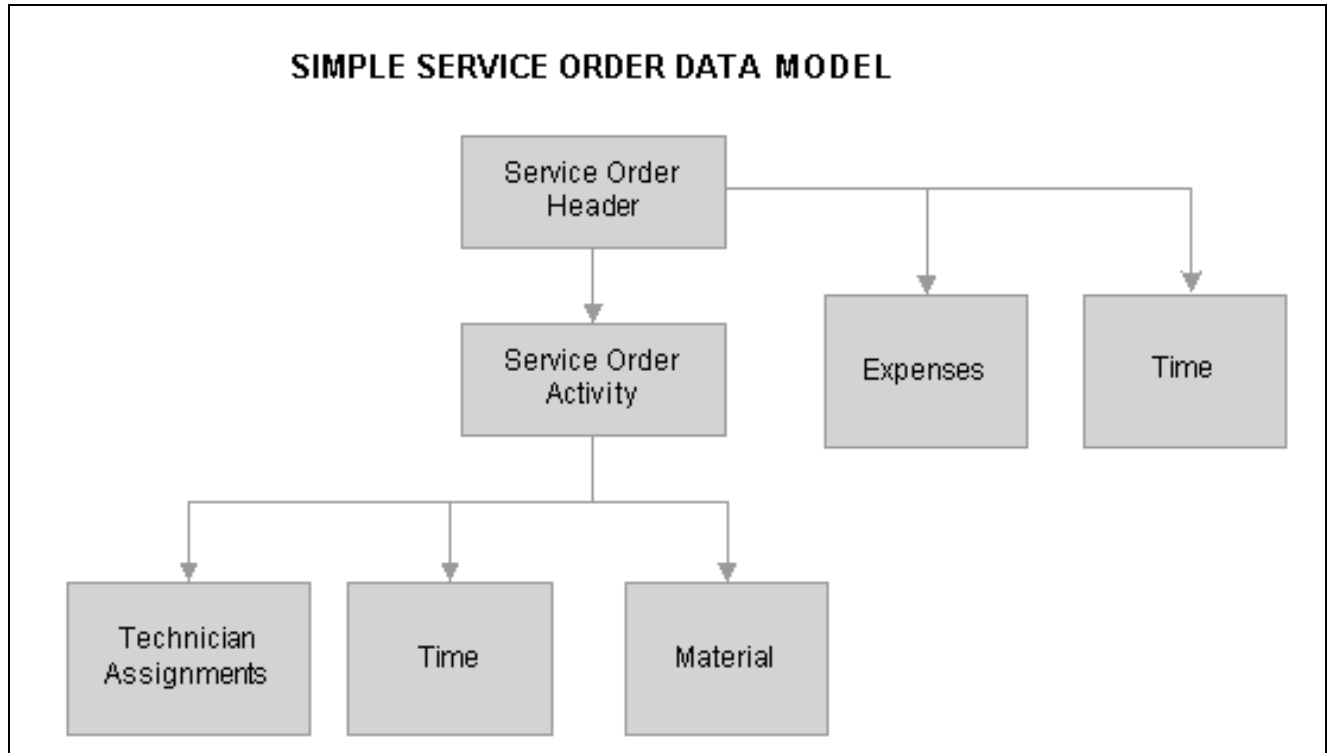 SIMPLE SERVICE ORDER DATA MODEL
Service Order
Header
Service Order
Activity
Expenses
Time
Technician
Assignments
Time
Material